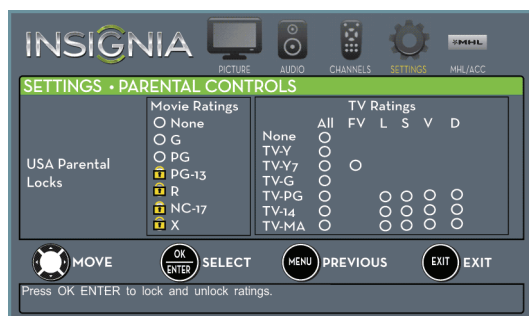 INSIGNIA
PICTURE AUDIO CHANNELS SETTINGS MHL/ACC
MHL
SETTINGS • PARENTAL CONTROLS
USA Parental
Locks
Movie Ratings
None
G
PG
PG-13
R
NC-17
X
TV Ratings
All FV L S V D
None
TV-Y
TV-Y7
TV-G
TV-PG
TV-14
TV-MA
MOVE
OK
ENTER
SELECT
MENU
PREVIOUS
EXIT
EXIT
Press OK ENTER to lock and unlock ratings.